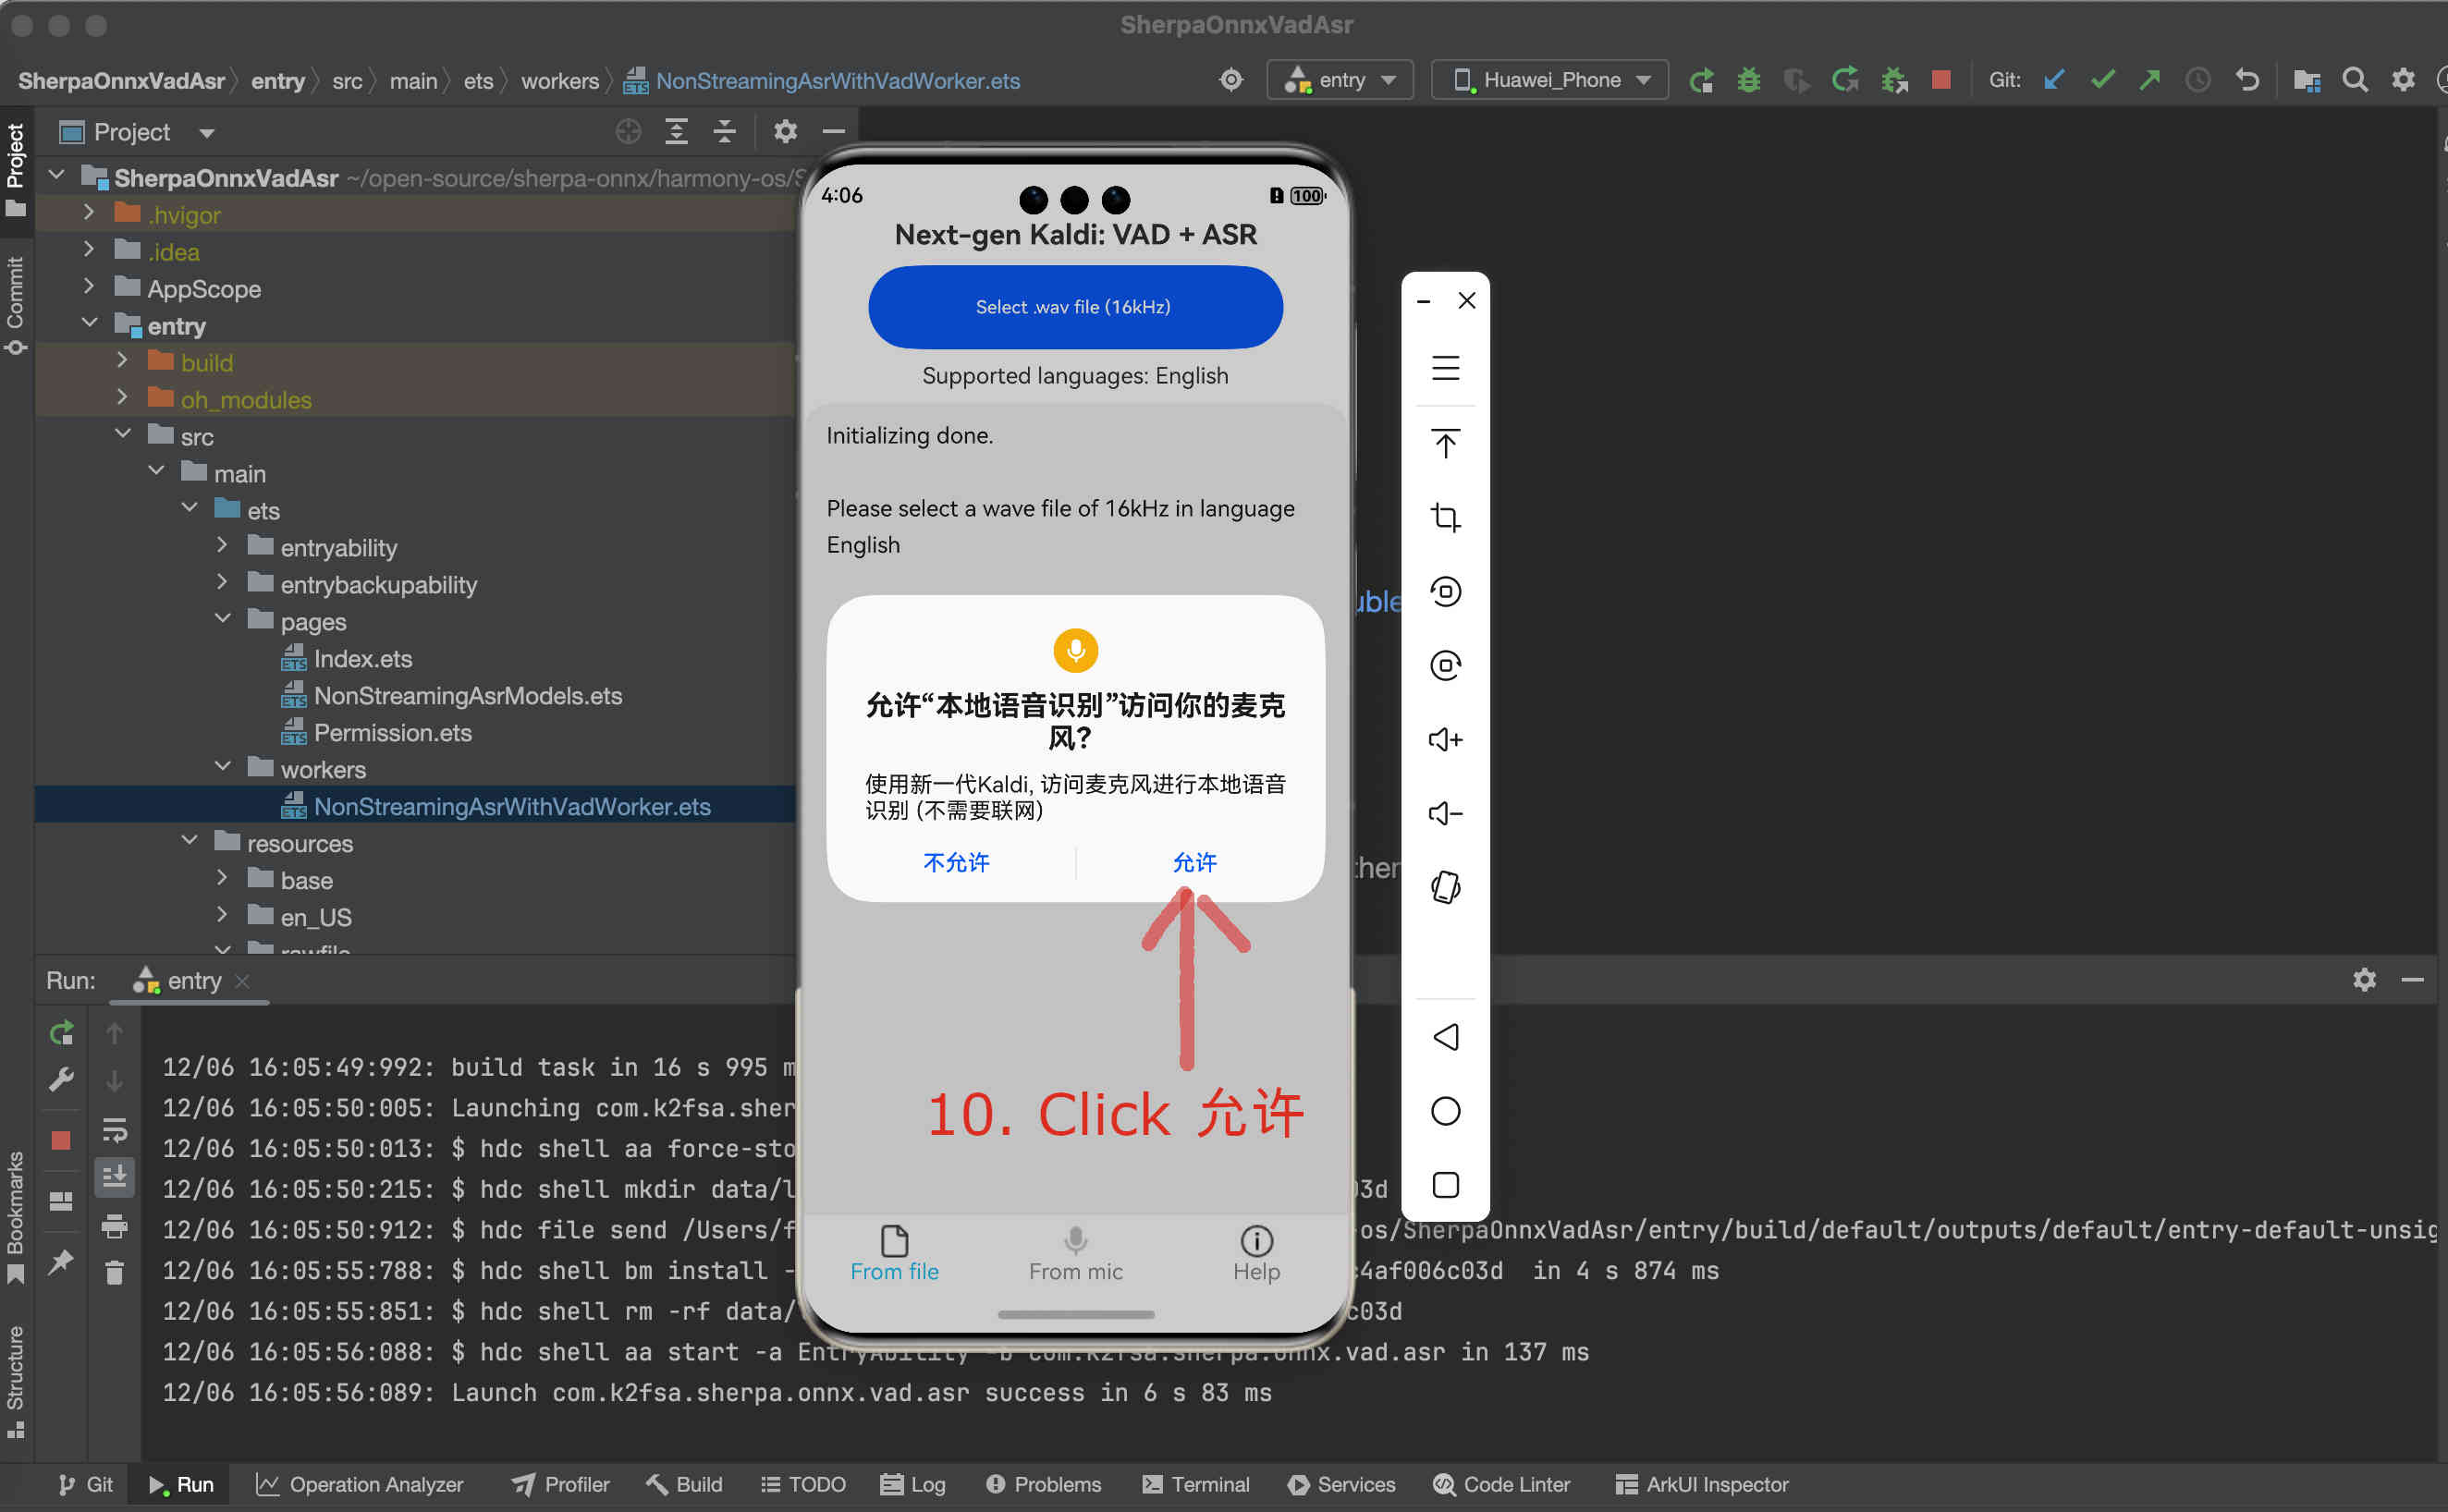 SherpaOnnxVadAsr
SherpaOnnxVadAsr entry src main ets workers NonStreamingAsrWithVadWorker.ets entry Huawei_Phone Git:
Project
Project
Commit
Bookmarks
Structure
SherpaOnnxVadAsr ~/open-source/sherpa-onnx/harmony-os/S
.hvigor
.idea
AppScope
entry
build
oh_modules
src
main
ets
entryability
entrybackupability
pages
ETS Index.ets
ETS NonStreamingAsrModels.ets
ETS Permission.ets
workers
ETS NonStreamingAsrWithVadWorker.ets
resources
base
en_US
rawfile
4:06
100
Next-gen Kaldi: VAD + ASR
Select .wav file (16kHz)
Supported languages: English
Initializing done.
Please select a wave file of 16kHz in language
English
允许“本地语音识别”访问你的麦克
风?
使用新一代Kaldi, 访问麦克风进行本地语音
识别 (不需要联网)
不允许 允许
10. Click 允许
From file From mic Help
uble
ther
Run: entry
12/06 16:05:49:992: build task in 16 s 995 m
12/06 16:05:50:005: Launching com.k2fsa.sher
12/06 16:05:50:013: $ hdc shell aa force-sto
12/06 16:05:50:215: $ hdc shell mkdir data/l 03d
12/06 16:05:50:912: $ hdc file send /Users/f -os/SherpaOnnxVadAsr/entry/build/default/outputs/default/entry-default-unsig
12/06 16:05:55:788: $ hdc shell bm install - c4af006c03d in 4 s 874 ms
12/06 16:05:55:851: $ hdc shell rm -rf data/ c03d
12/06 16:05:56:088: $ hdc shell aa start -a EntryAbility -b com.k2fsa.sherpa.onnx.vad.asr in 137 ms
12/06 16:05:56:089: Launch com.k2fsa.sherpa.onnx.vad.asr success in 6 s 83 ms
Git Run Operation Analyzer Profiler Build TODO Log Problems Terminal Services Code Linter ArkUI Inspector